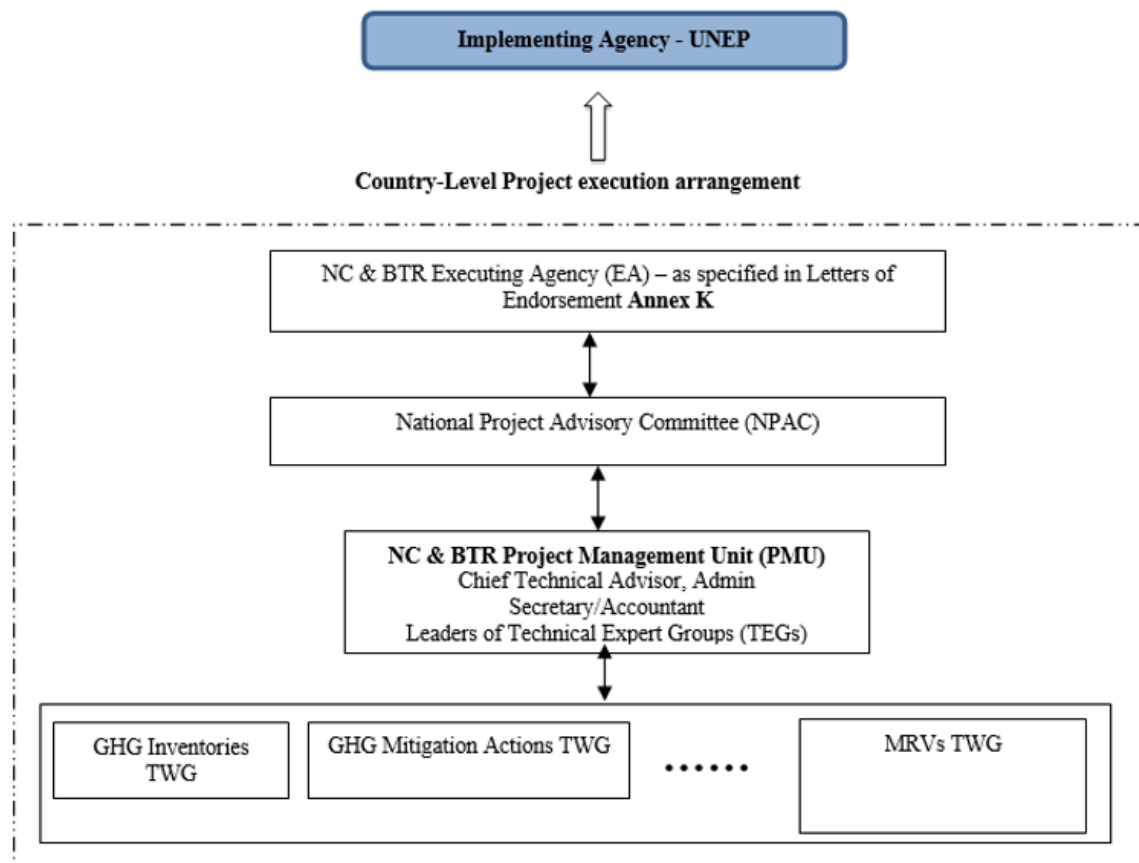 Implementing Agency - UNEP
Country-Level Project execution arrangement
NC & BTR Executing Agency (EA) – as specified in Letters of
Endorsement Annex K
National Project Advisory Committee (NPAC)
NC & BTR Project Management Unit (PMU)
Chief Technical Advisor, Admin
Secretary/Accountant
Leaders of Technical Expert Groups (TEGs)
GHG Inventories
TWG
GHG Mitigation Actions TWG
......
MRVs TWG